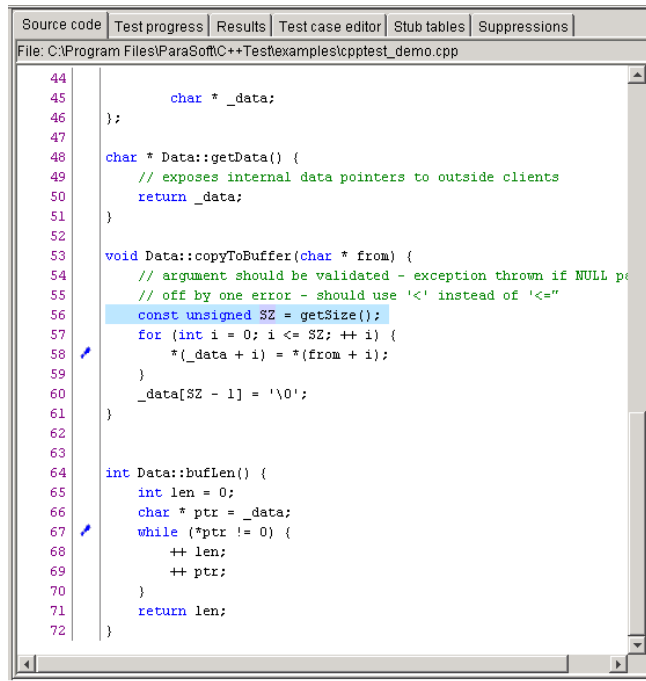 Source code Test progress Results Test case editor Stub tables Suppressions
File: C:\Program Files\ParaSoft\C++Test\examples\cpptest_demo.cpp
44
45 char * _data;
46 };
47
48 char * Data::getData() {
49 // exposes internal data pointers to outside clients
50 return _data;
51 }
52
53 void Data::copyToBuffer(char * from) {
54 // argument should be validated - exception thrown if NULL
55 // off by one error - should use '<' instead of '<="
56 const unsigned SZ = getSize();
57 for (int i = 0; i <= SZ; ++ i) {
58 *(_data + i) = *(from + i);
59 }
60 _data[SZ - 1] = '\0';
61 }
62
63
64 int Data::bufLen() {
65 int len = 0;
66 char * ptr = _data;
67 while (*ptr != 0) {
68 ++ len;
69 ++ ptr;
70 }
71 return len;
72 }